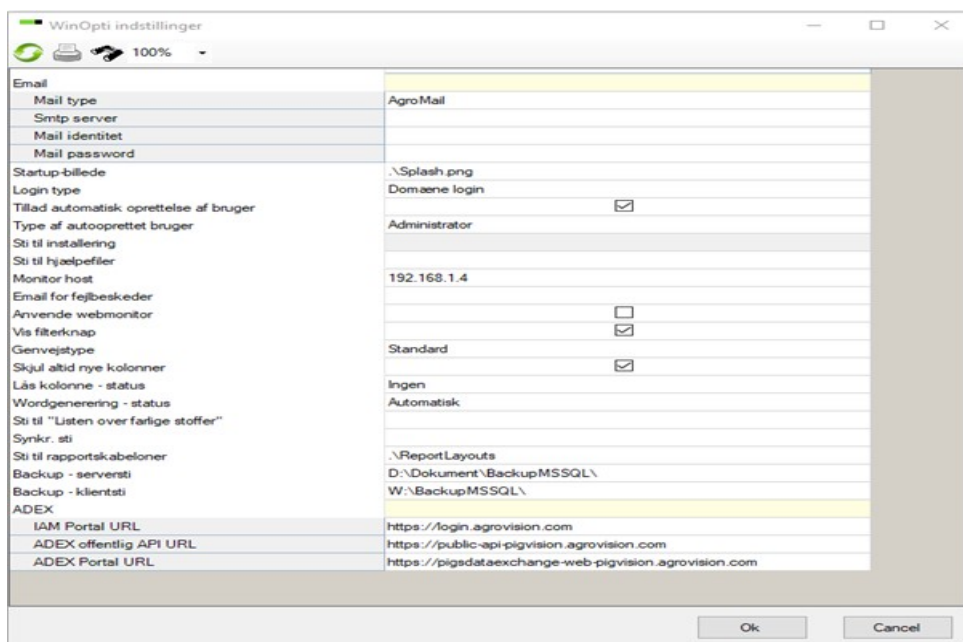 WinOpti indstillinger
100%
Email
Mail type AgroMail
Smtp server
Mail identitet
Mail password
Startup-billede .\Splash.png
Login type Domæne login
Tillad automatisk oprettelse af bruger
Type af autooprettet bruger Administrator
Sti til installering
Sti til hjælpefiler
Monitor host 192.168.1.4
Email for fejlbeskeder
Anvende webmonitor
Vis filterknap
Genvejstype Standard
Skjul altid nye kolonner
Lås kolonne - status Ingen
Wordgenerering - status Automatisk
Sti til "Listen over farlige stoffer"
Synkr. sti
Sti til rapportskabeloner .\ReportLayouts
Backup - serversti D:\Dokument\BackupMSSQL\
Backup - klientsti W:\BackupMSSQL\
ADEX
IAM Portal URL https://login.agrovision.com
ADEX offentlig API URL https://public-api-pigvision.agrovision.com
ADEX Portal URL https://pigsdataexchange-web-pigvision.agrovision.com
Ok Cancel